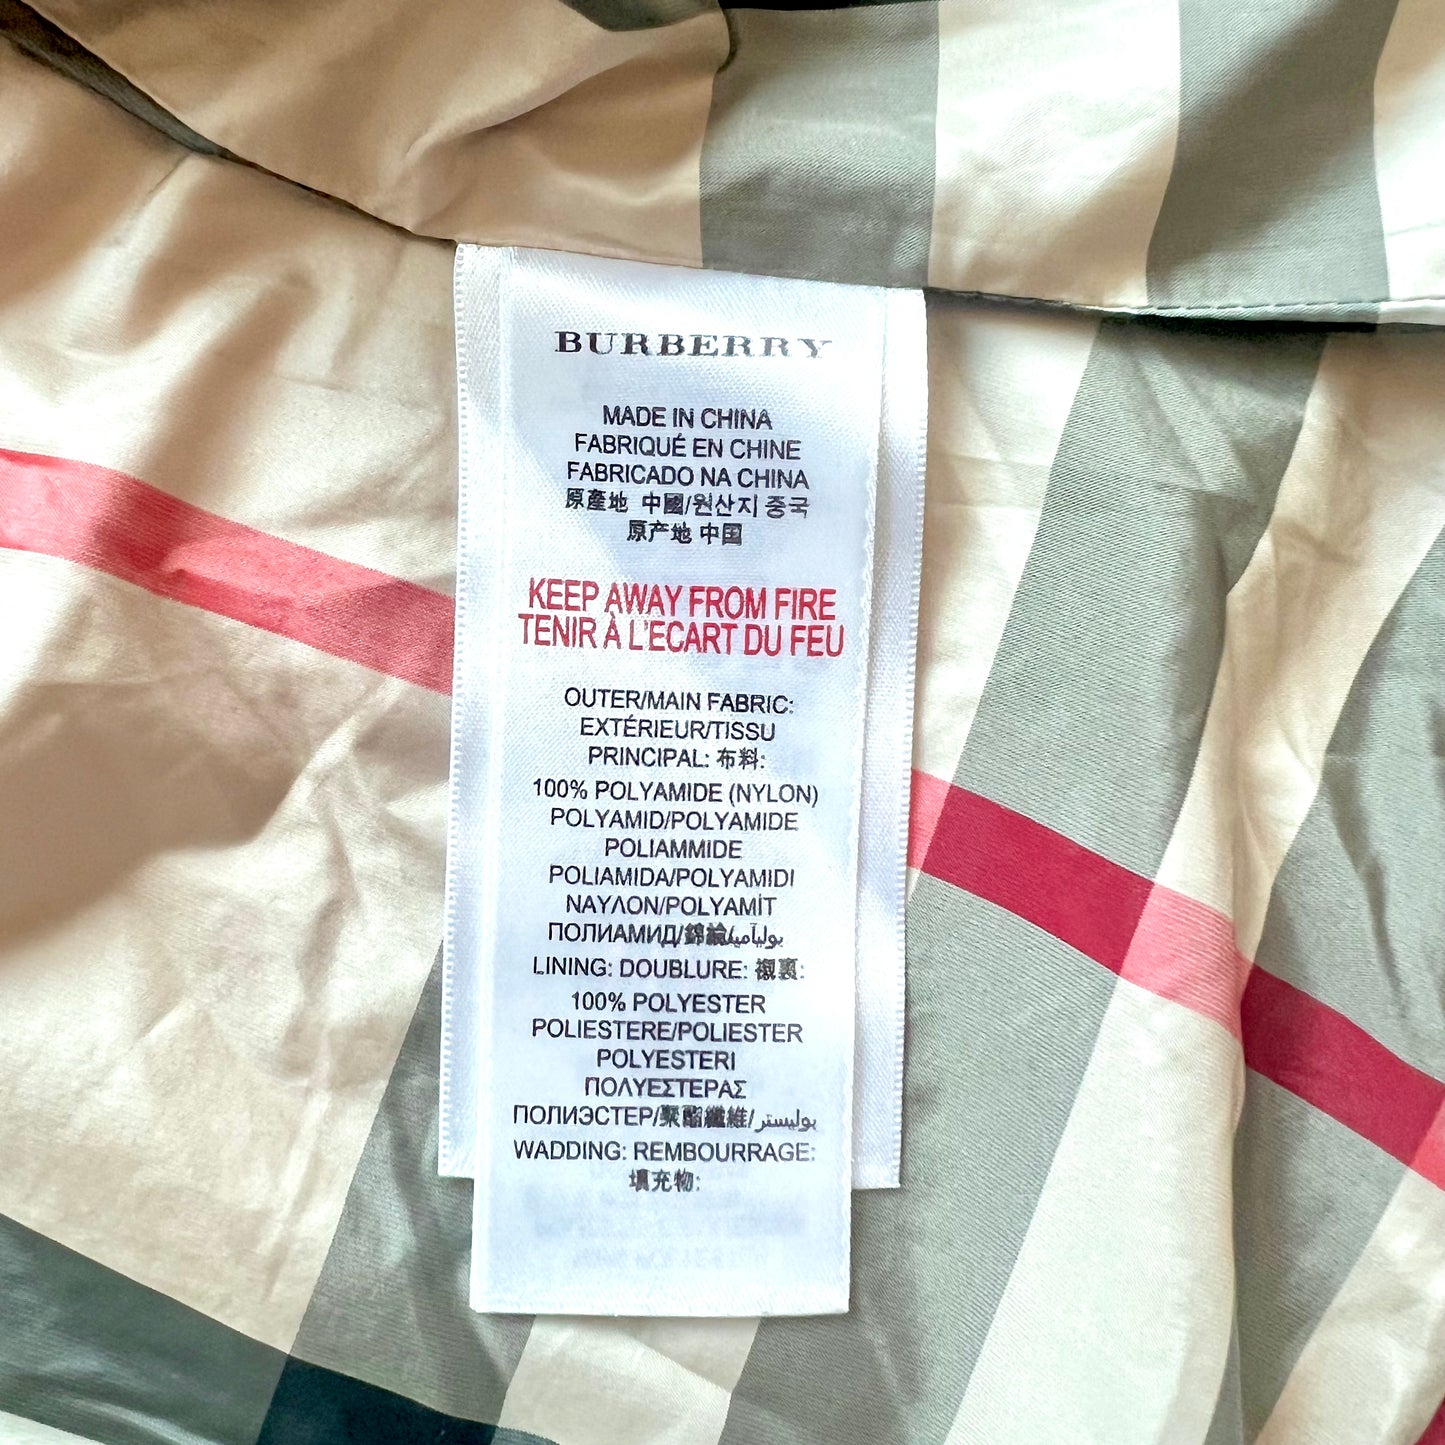 BURBERRY
MADE IN CHINA
FABRIQUÉ EN CHINE
FABRICADO NA CHINA
原產地 中國/원산지 중국
原产地 中国
KEEP AWAY FROM FIRE
TENIR À L'ECART DU FEU
OUTER/MAIN FABRIC:
EXTÉRIEUR/TISSU
PRINCIPAL: 布料:
100% POLYAMIDE (NYLON)
POLYAMID/POLYAMIDE
POLIAMMIDE
POLIAMIDA/POLYAMIDI
ΝΑΥΛΟΝ/POLYAMİT
ПОЛИАМИД/錦綸/بوليآميد
LINING: DOUBLURE: 襯裏:
100% POLYESTER
POLIESTERE/POLIESTER
POLYESTERI
ΠΟΛΥΕΣΤΕΡΑΣ
ПОЛИЭСТЕР/聚酯纖維/بوليستر
WADDING: REMBOURRAGE:
填充物: